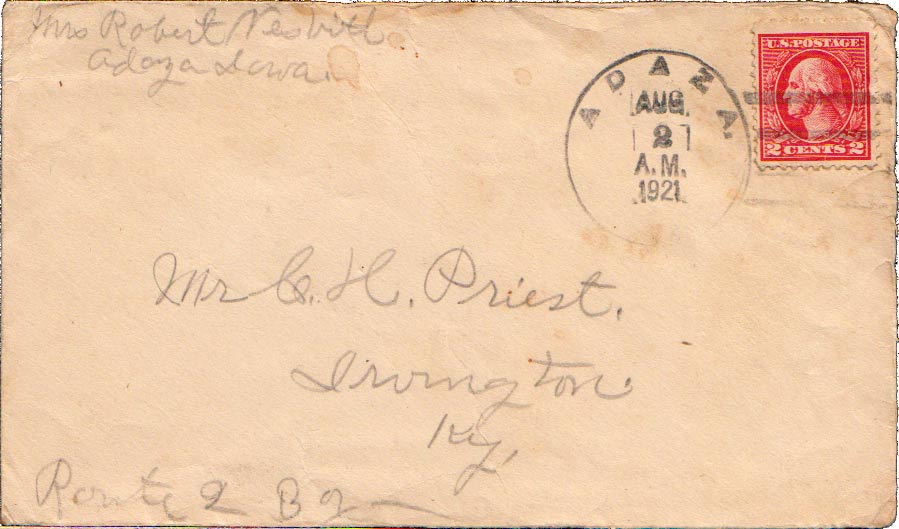 Mrs Robert Nesbitt
Adaza Iowa.
ADAZA.
AUG
2
A.M.
1921
U.S. POSTAGE
2 CENTS 2
Mr C. H. Priest.
Irvington
Ky,
Route 2 B 2